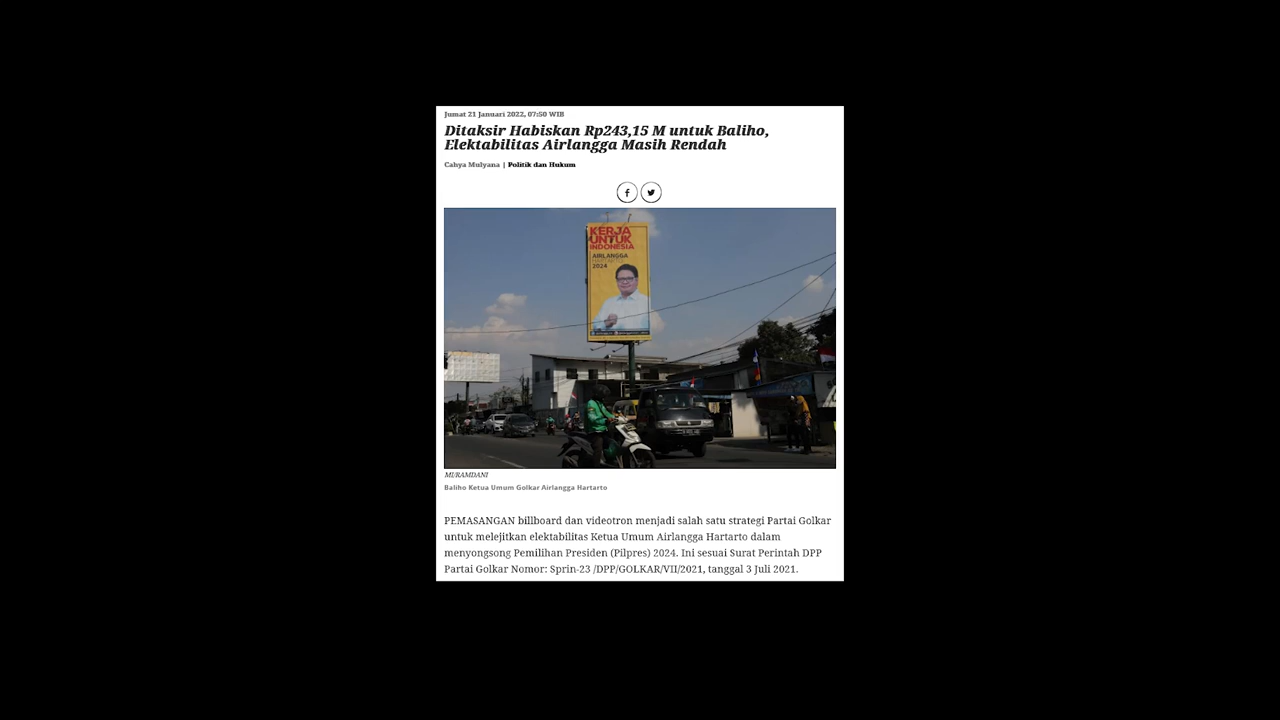 Jumat 21 Januari 2022, 07:50 WIB
Ditaksir Habiskan Rp243,15 M untuk Baliho,
Elektabilitas Airlangga Masih Rendah
Cahya Mulyana | Politik dan Hukum
KERJA
UNTUK
INDONESIA
AIRLANGGA
HARTARTO
2024
MI/RAMDANI
Baliho Ketua Umum Golkar Airlangga Hartarto
PEMASANGAN billboard dan videotron menjadi salah satu strategi Partai Golkar
untuk melejitkan elektabilitas Ketua Umum Airlangga Hartarto dalam
menyongsong Pemilihan Presiden (Pilpres) 2024. Ini sesuai Surat Perintah DPP
Partai Golkar Nomor: Sprin-23 /DPP/GOLKAR/VII/2021, tanggal 3 Juli 2021.